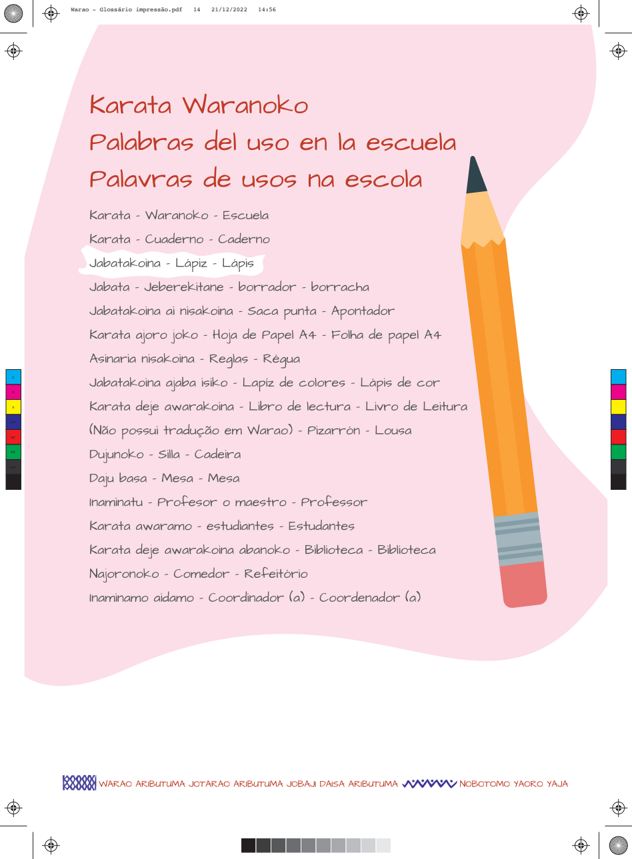 Warao - Glossário impressão.pdf 14 21/12/2022 14:56
Karata Waranoko
Palabras del uso en la escuela
Palavras de usos na escola
Karata - Waranoko - Escuela
Karata - Cuaderno - Caderno
Jabatakoina - Lápiz - Lápis
Jabata - Jeberekitane - borrador - borracha
Jabatakoina ai nisakoina - Saca punta - Apontador
Karata ajoro joko - Hoja de Papel A4 - Folha de papel A4
Asinaria nisakoina - Reglas - Régua
Jabatakoina ajaba isiko - Lapiz de colores - Lápis de cor
Karata deje awarakoina - Libro de lectura - Livro de Leitura
(Não possui tradução em Warao) - Pizarrón - Lousa
Dujunoko - Silla - Cadeira
Daju basa - Mesa - Mesa
Inaminatu - Profesor o maestro - Professor
Karata awaramo - estudiantes - Estudantes
Karata deje awarakoina abanoko - Biblioteca - Biblioteca
Najoronoko - Comedor - Refeitório
Inaminamo aidamo - Coordinador (a) - Coordenador (a)
WARAO ARIBUTUMA JOTARAO ARIBUTUMA JOBAJI DAISA ARIBUTUMA NOBOTOMO YAORO YAJA